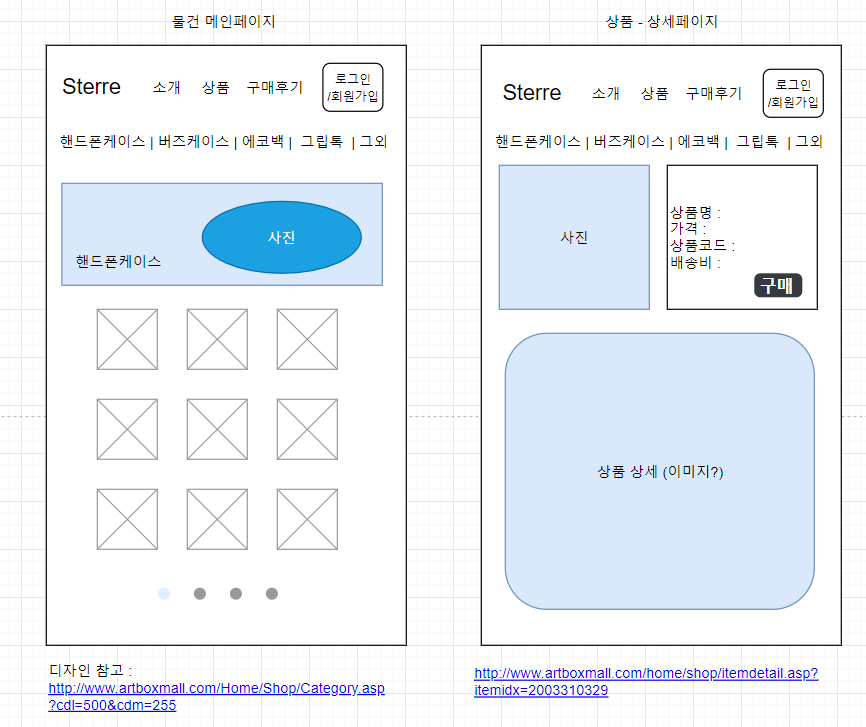 물건 메인페이지
Sterre 소개 상품 구매후기 로그인
/회원가입
핸드폰케이스 | 버즈케이스 | 에코백 | 그립톡 | 그외
사진
핸드폰케이스
디자인 참고 :
http://www.artboxmall.com/Home/Shop/Category.asp
?cdl=500&cdm=255
상품 - 상세페이지
Sterre 소개 상품 구매후기 로그인
/회원가입
핸드폰케이스 | 버즈케이스 | 에코백 | 그립톡 | 그외
사진
상품명 :
가격 :
상품코드 :
배송비 :
구매
상품 상세 (이미지?)
http://www.artboxmall.com/home/shop/itemdetail.asp?
itemidx=2003310329